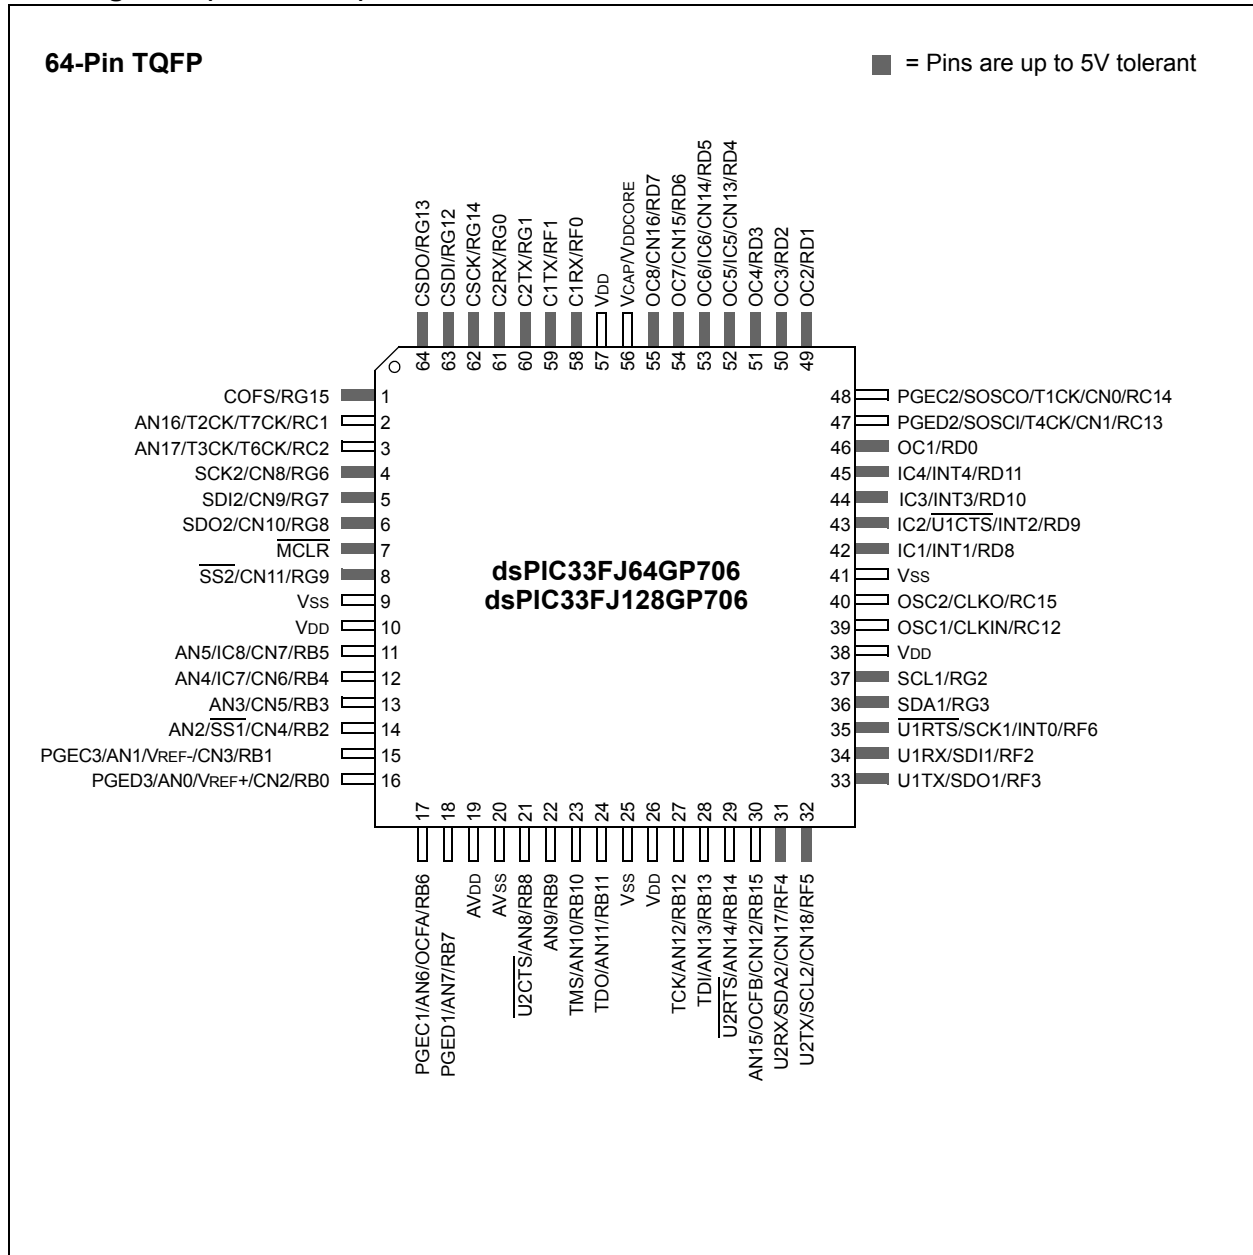 64-Pin TQFP
= Pins are up to 5V tolerant
CSDO/RG13
CSDI/RG12
CSCK/RG14
C2RX/RG0
C2TX/RG1
C1TX/RF1
C1RX/RF0
VDD
VCAP/VDDCORE
OC8/CN16/RD7
OC7/CN15/RD6
OC6/IC6/CN14/RD5
OC5/IC5/CN13/RD4
OC4/RD3
OC3/RD2
OC2/RD1
64 63 62 61 60 59 58 57 56 55 54 53 52 51 50 49
COFS/RG15 1
AN16/T2CK/T7CK/RC1 2
AN17/T3CK/T6CK/RC2 3
SCK2/CN8/RG6 4
SDI2/CN9/RG7 5
SDO2/CN10/RG8 6
MCLR 7
SS2/CN11/RG9 8
VSS 9
VDD 10
AN5/IC8/CN7/RB5 11
AN4/IC7/CN6/RB4 12
AN3/CN5/RB3 13
AN2/SS1/CN4/RB2 14
PGEC3/AN1/VREF-/CN3/RB1 15
PGED3/AN0/VREF+/CN2/RB0 16
dsPIC33FJ64GP706
dsPIC33FJ128GP706
48 PGEC2/SOSCO/T1CK/CN0/RC14
47 PGED2/SOSCI/T4CK/CN1/RC13
46 OC1/RD0
45 IC4/INT4/RD11
44 IC3/INT3/RD10
43 IC2/U1CTS/INT2/RD9
42 IC1/INT1/RD8
41 VSS
40 OSC2/CLKO/RC15
39 OSC1/CLKIN/RC12
38 VDD
37 SCL1/RG2
36 SDA1/RG3
35 U1RTS/SCK1/INT0/RF6
34 U1RX/SDI1/RF2
33 U1TX/SDO1/RF3
17 18 19 20 21 22 23 24 25 26 27 28 29 30 31 32
PGEC1/AN6/OCFA/RB6
PGED1/AN7/RB7
AVDD
AVSS
U2CTS/AN8/RB8
AN9/RB9
TMS/AN10/RB10
TDO/AN11/RB11
VSS
VDD
TCK/AN12/RB12
TDI/AN13/RB13
U2RTS/AN14/RB14
AN15/OCFB/CN12/RB15
U2RX/SDA2/CN17/RF4
U2TX/SCL2/CN18/RF5